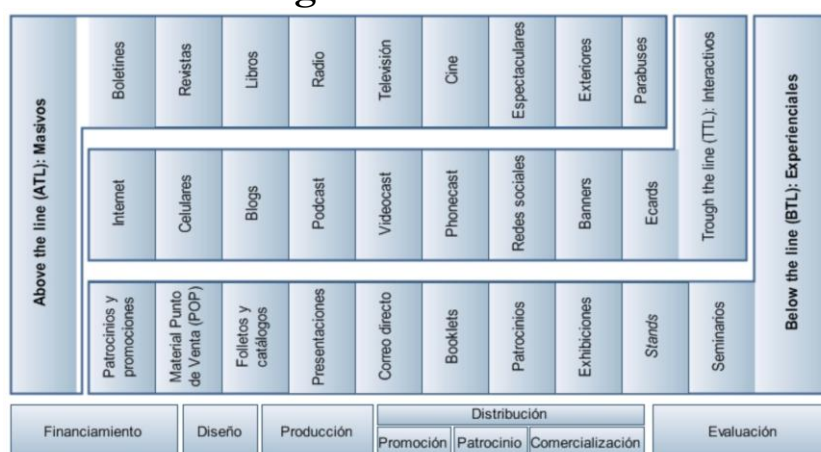 Above the line (ATL): Masivos
Boletines
Revistas
Libros
Radio
Televisión
Cine
Espectaculares
Exteriores
Parabuses
Trough the line (TTL): Interactivos
Below the line (BTL): Experienciales
Internet
Celulares
Blogs
Podcast
Videocast
Phonecast
Redes sociales
Banners
Ecards
Patrocinios y
promociones
Material Punto
de Venta (POP)
Folletos y
catálogos
Presentaciones
Correo directo
Booklets
Patrocinios
Exhibiciones
Stands
Seminarios
Financiamiento
Diseño
Producción
Distribución
Promoción
Patrocinio
Comercialización
Evaluación